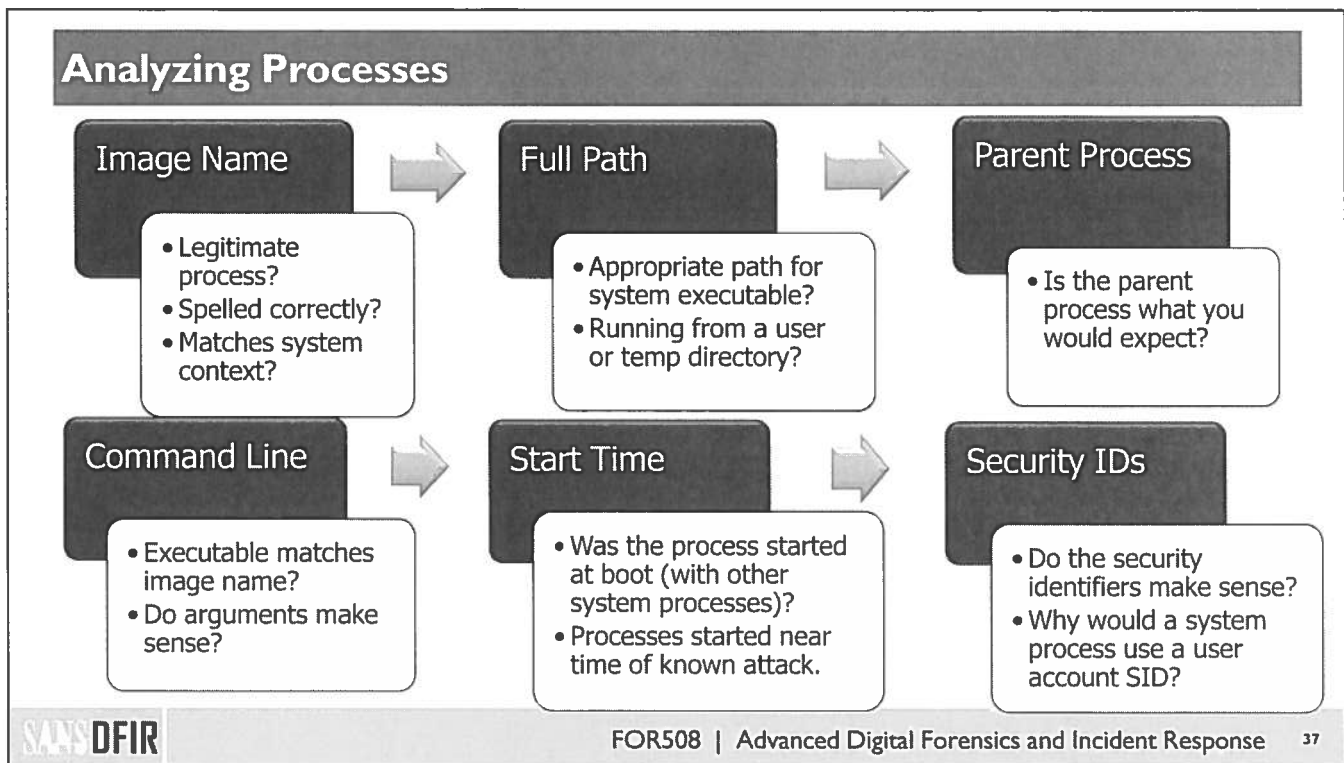 Analyzing Processes
Image Name
• Legitimate
process?
• Spelled correctly?
• Matches system
context?
Full Path
• Appropriate path for
system executable?
• Running from a user
or temp directory?
Parent Process
• Is the parent
process what you
would expect?
Command Line
• Executable matches
image name?
• Do arguments make
sense?
Start Time
• Was the process started
at boot (with other
system processes)?
• Processes started near
time of known attack.
Security IDs
• Do the security
identifiers make sense?
• Why would a system
process use a user
account SID?
SANS DFIR
FOR508 | Advanced Digital Forensics and Incident Response 37